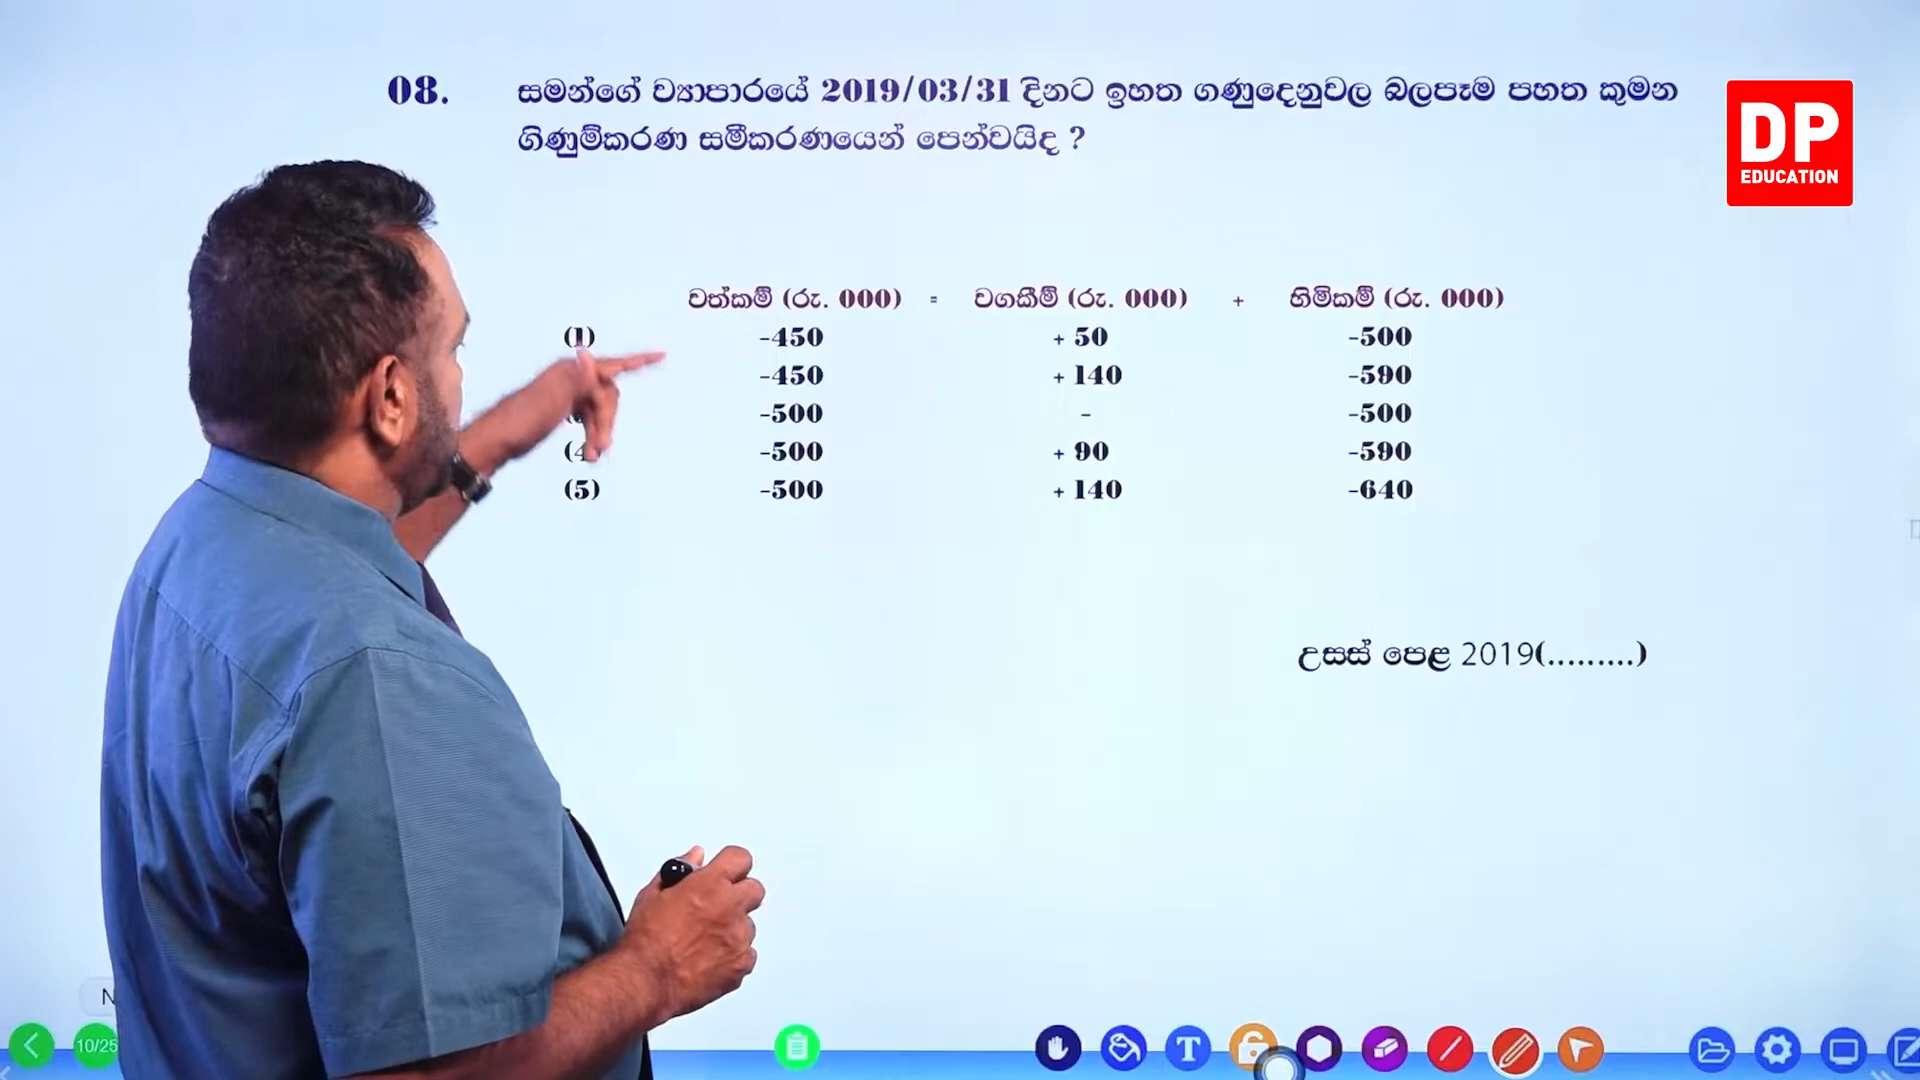 08. සමන්ගේ ව්‍යාපාරයේ 2019/03/31 දිනට ඉහත ගණුදෙනුවල බලපෑම පහත කුමන
ගිණුම්කරණ සමීකරණයෙන් පෙන්වයිද ?
DP
EDUCATION
වත්කම් (රු. 000) = වගකීම් (රු. 000) + හිමිකම් (රු. 000)
(1) -450 + 50 -500
-450 + 140 -590
-500 - -500
(4) -500 + 90 -590
(5) -500 + 140 -640
උසස් පෙළ 2019(.........)
N
10/25
T